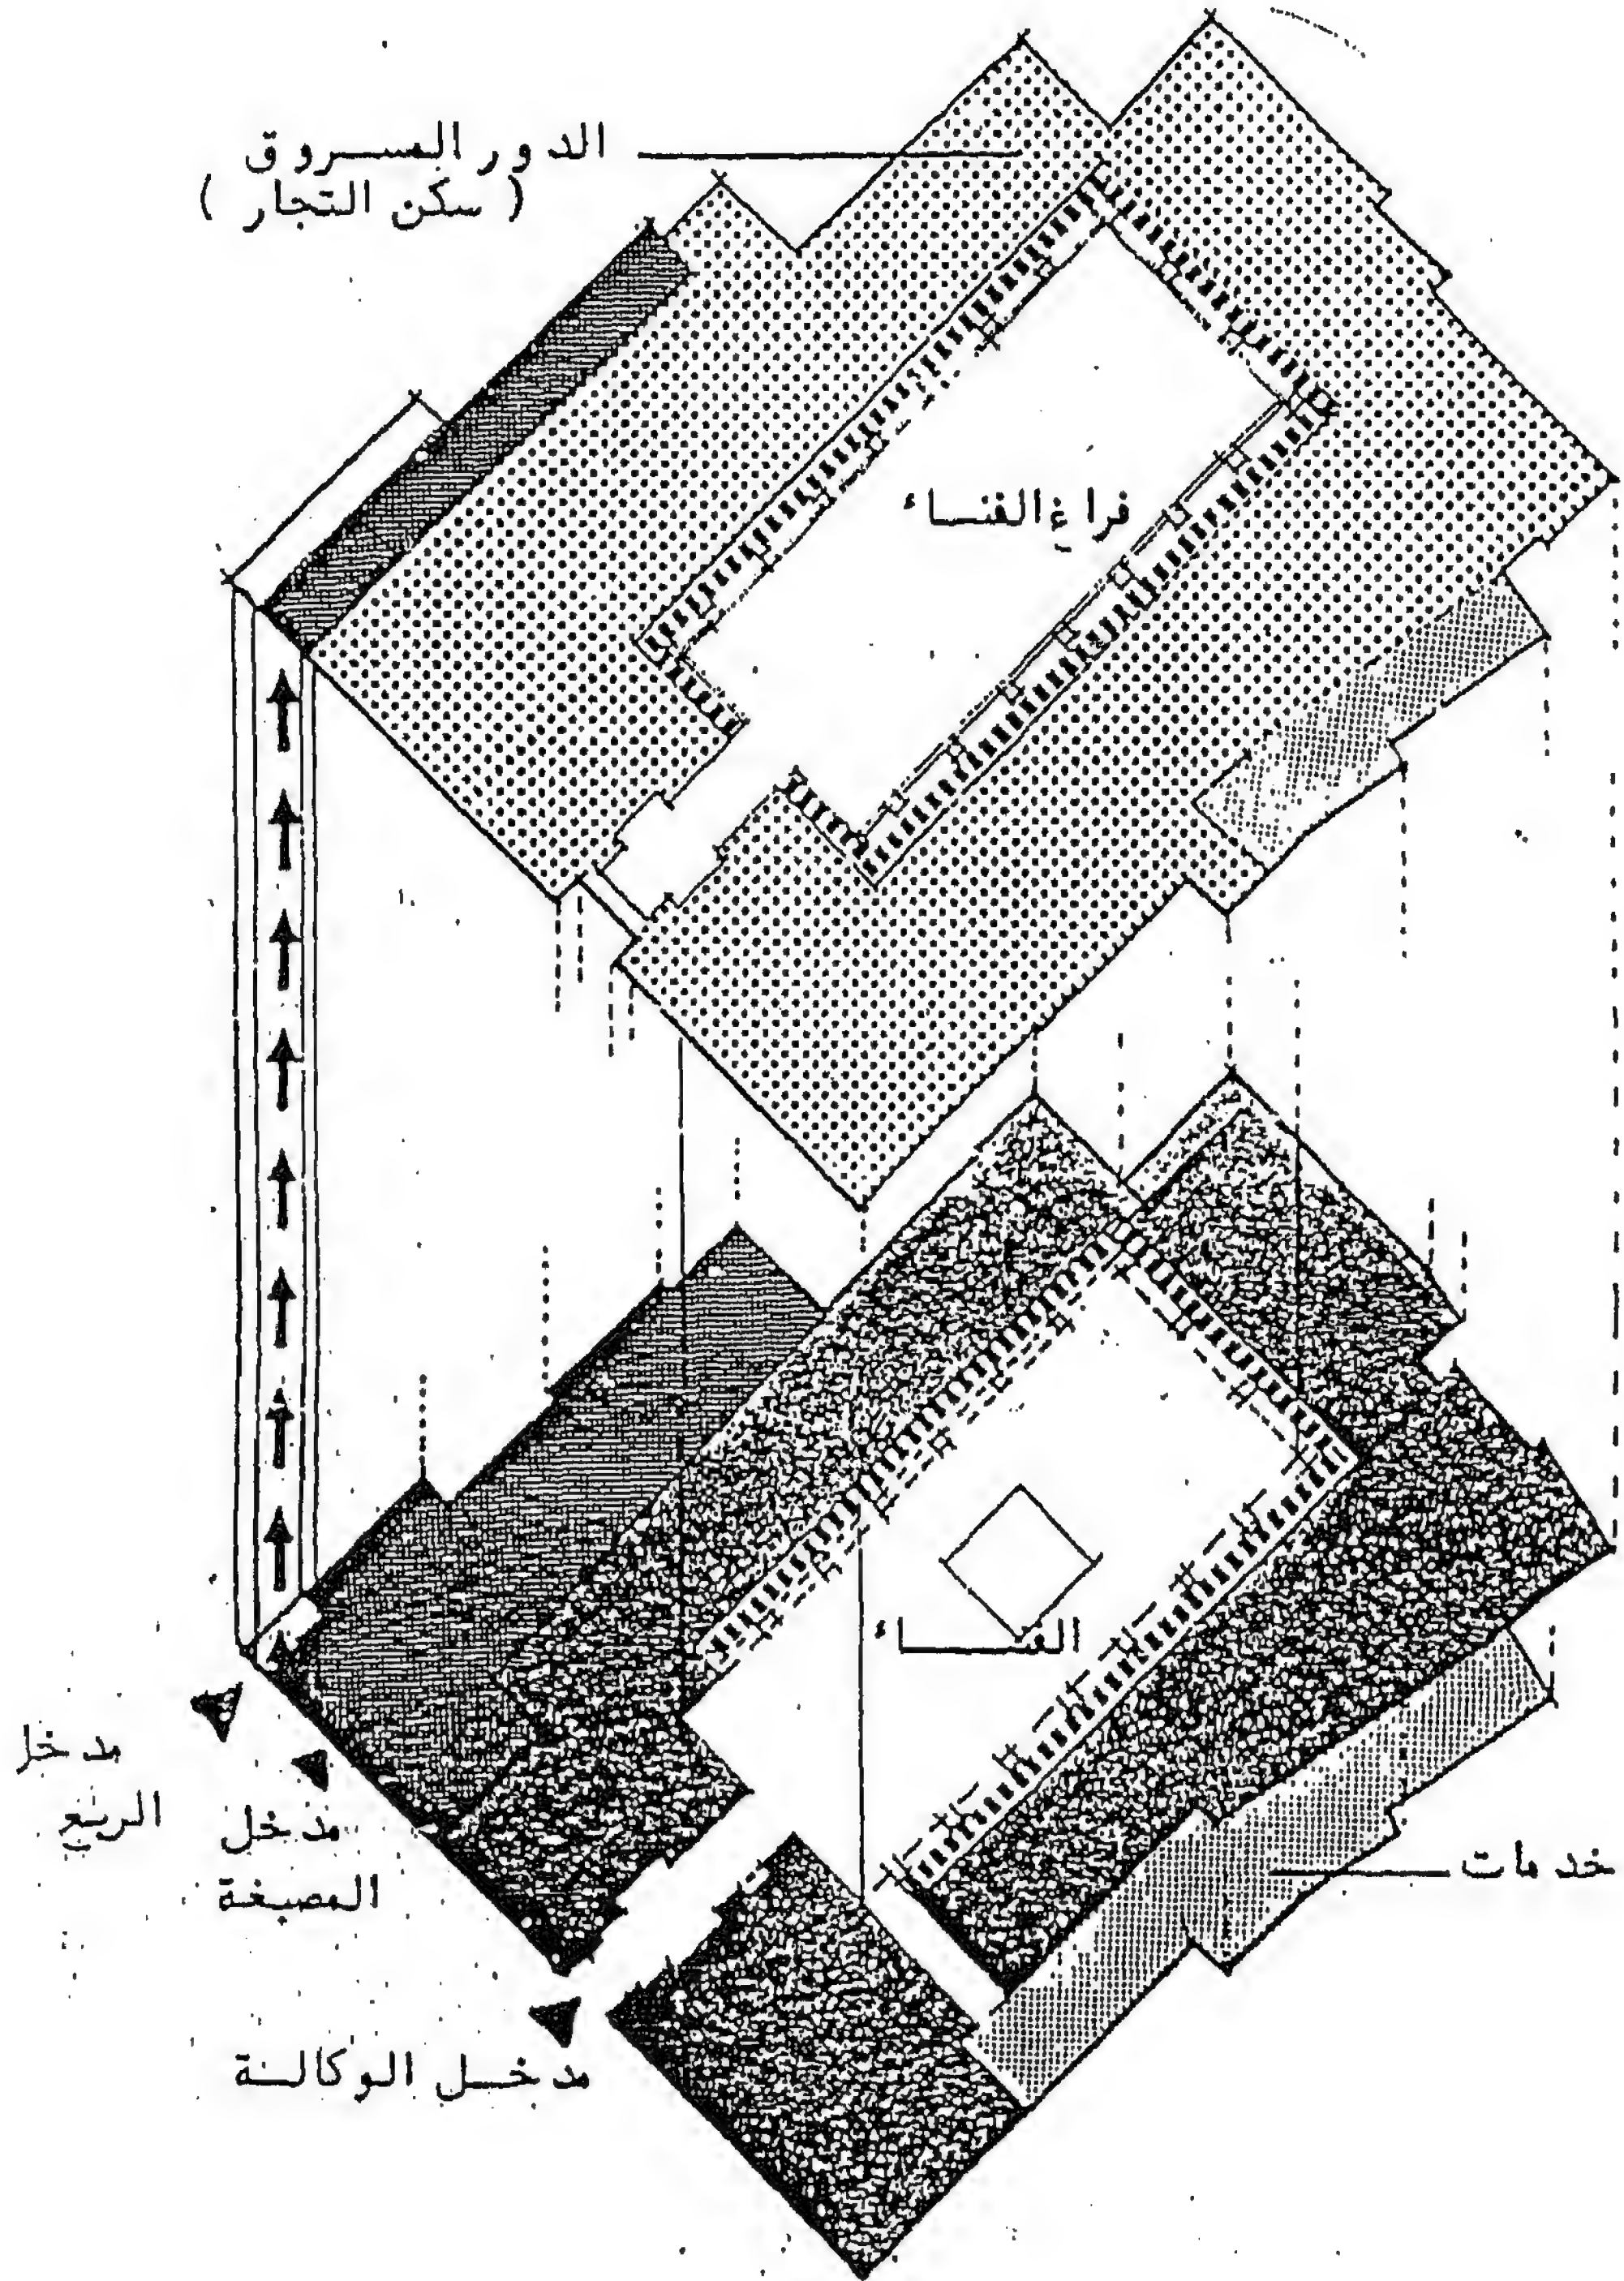 الدور المسروق
( سكن التجار )
فراغ الفناء
الفناء
مدخل
الربع
مدخل
المصبغة
خدمات
مدخل الوكالة